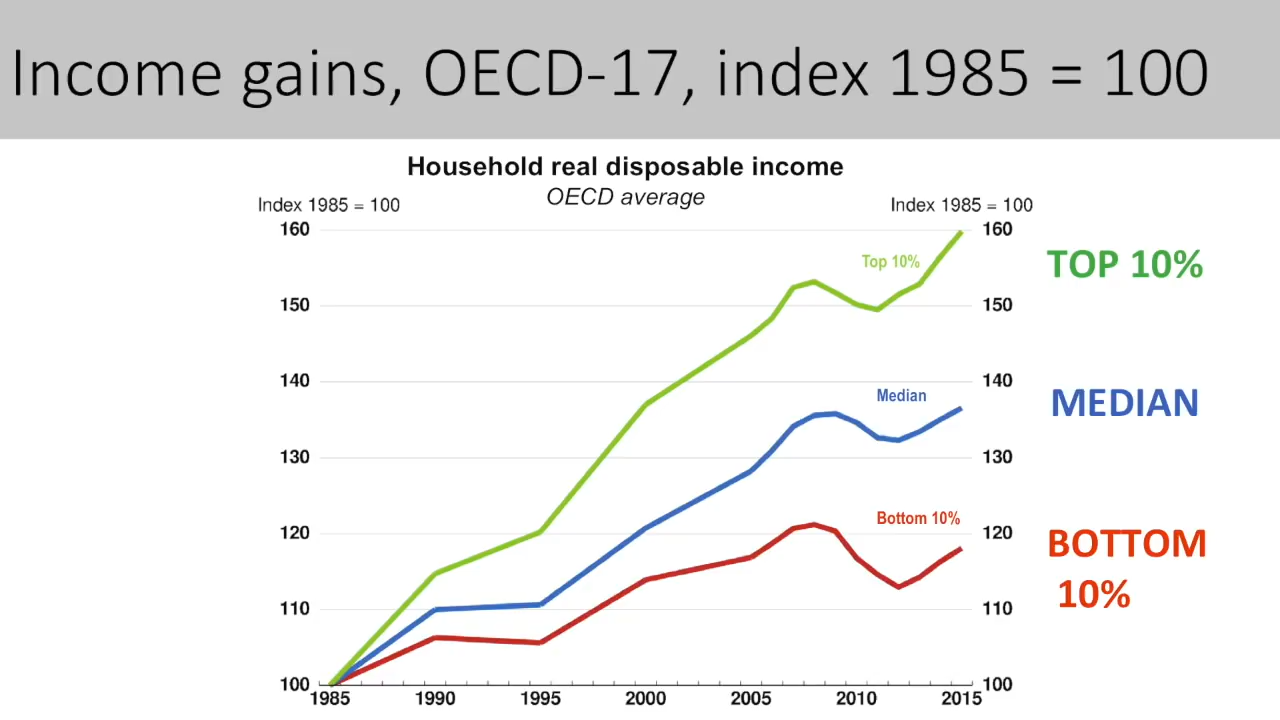 Income gains, OECD-17, index 1985 = 100
Household real disposable income
OECD average
Index 1985 = 100
Index 1985 = 100
160
160
Top 10%
TOP 10%
150
150
140
140
Median
MEDIAN
130
130
Bottom 10%
120
120
BOTTOM
10%
110
110
100
100
1985 1990 1995 2000 2005 2010 2015